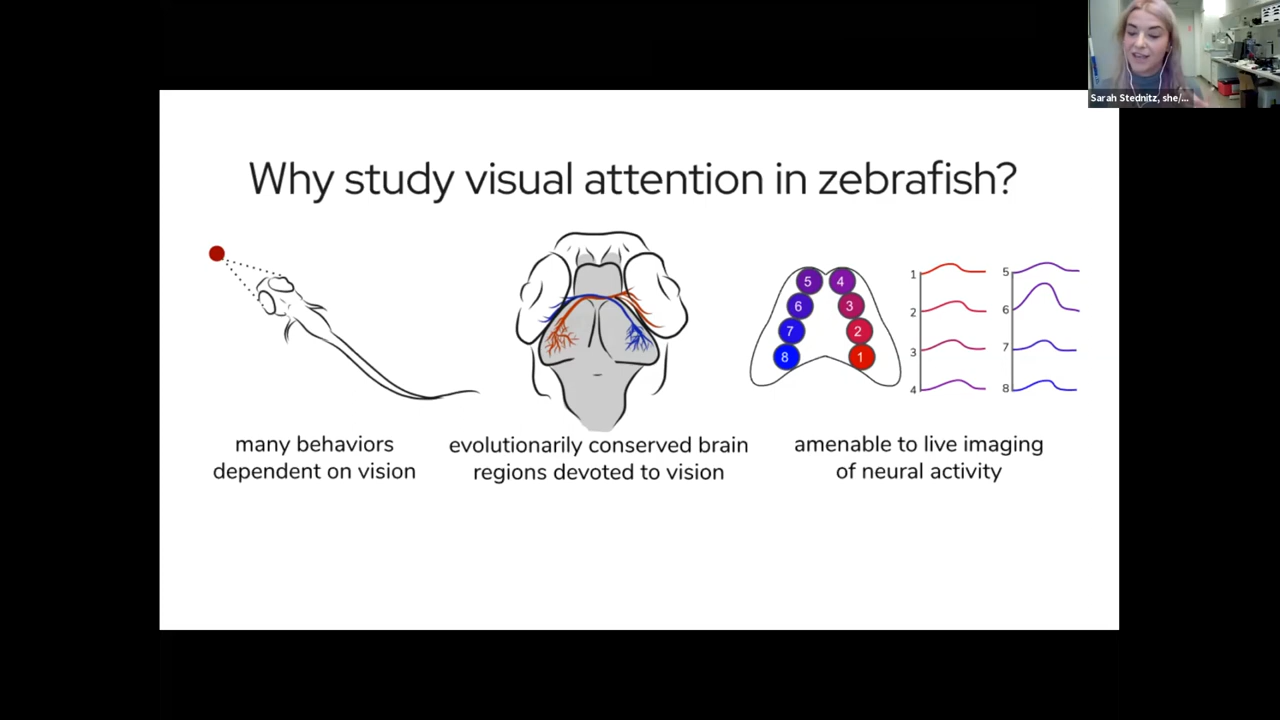 Sarah Stednitz, she/...
Why study visual attention in zebrafish?
5 4
6 3
7 2
8 1
1
2
3
4
5
6
7
8
many behaviors
dependent on vision
evolutionarily conserved brain
regions devoted to vision
amenable to live imaging
of neural activity